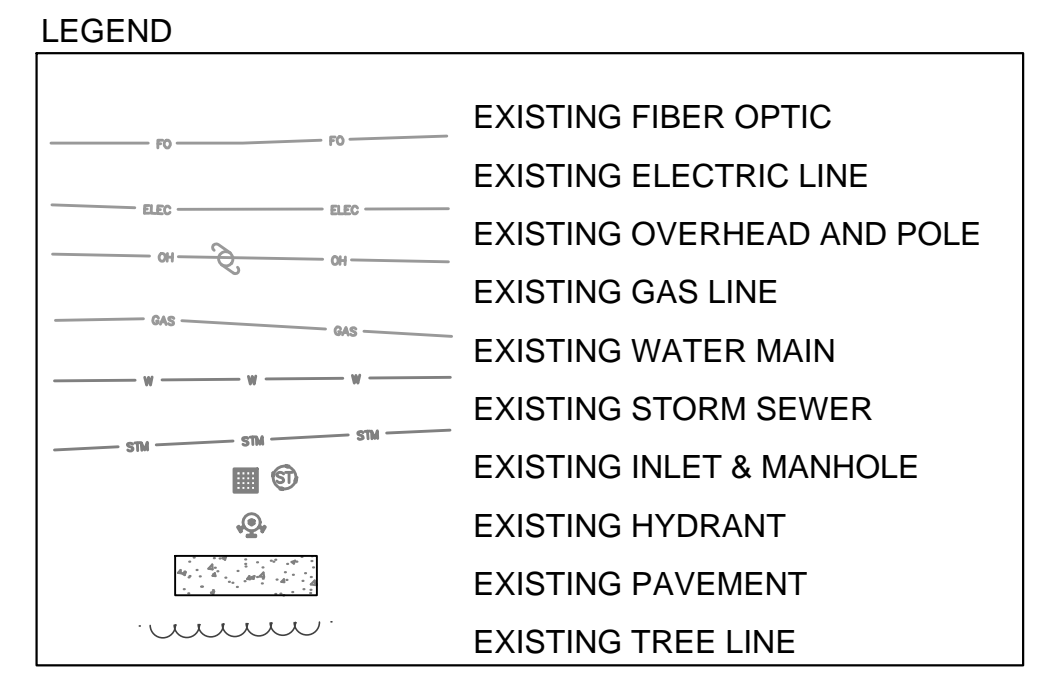 LEGEND
FO FO EXISTING FIBER OPTIC
EXISTING ELECTRIC LINE
ELEC ELEC
EXISTING OVERHEAD AND POLE
OH OH
EXISTING GAS LINE
GAS GAS
EXISTING WATER MAIN
W W W
EXISTING STORM SEWER
STM STM STM
EXISTING INLET & MANHOLE
ST
EXISTING HYDRANT
EXISTING PAVEMENT
EXISTING TREE LINE